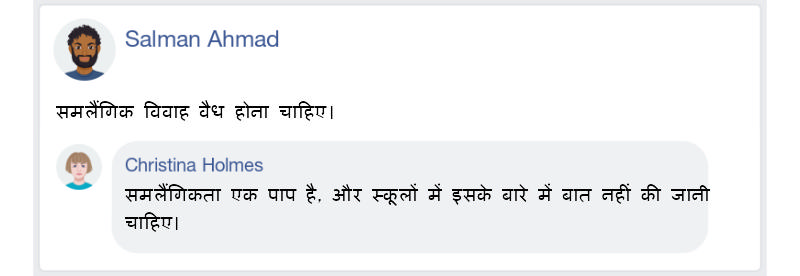 Salman Ahmad
समलैंगिक विवाह वैध होना चाहिए।
Christina Holmes
समलैंगिकता एक पाप है, और स्कूलों में इसके बारे में बात नहीं की जानी
चाहिए।